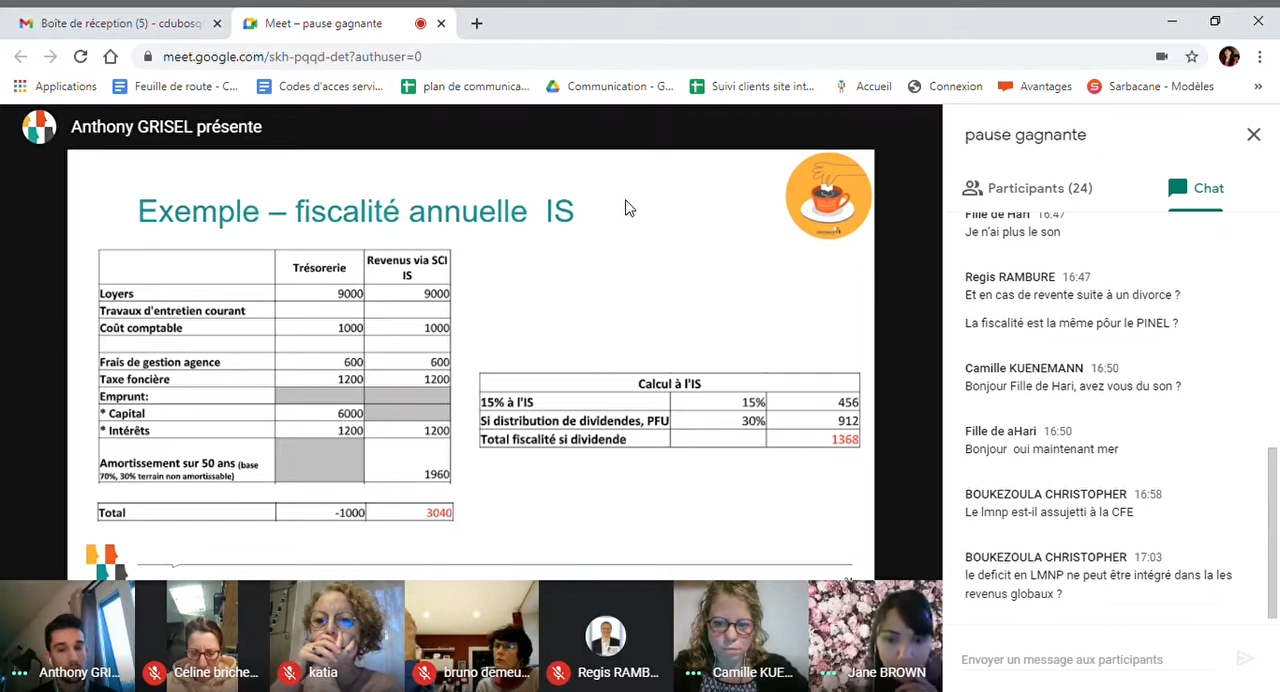 Boîte de réception (5) - cdubosq
Meet – pause gagnante
meet.google.com/skh-pqqd-det?authuser=0
Applications
Feuille de route - C...
Codes d'acces servi...
plan de communica...
Communication - G...
Suivi clients site int...
Accueil
Connexion
Avantages
Sarbacane - Modèles
»
Anthony GRISEL présente
Exemple – fiscalité annuelle IS
Trésorerie Revenus via SCI
IS
Loyers 9000 9000
Travaux d'entretien courant
Coût comptable 1000 1000
Frais de gestion agence 600 600
Taxe foncière 1200 1200
Emprunt:
* Capital 6000
* Intérêts 1200 1200
Amortissement sur 50 ans (base
70%, 30% terrain non amortissable) 1960
Total -1000 3040
Calcul à l'IS
15% à l'IS 15% 456
Si distribution de dividendes, PFU 30% 912
Total fiscalité si dividende 1368
Anthony GRI...
Celine briche...
katia
bruno demeu...
Regis RAMB...
Camille KUE...
Jane BROWN
pause gagnante
Participants (24)
Chat
Fille de Hari 16:47
Je n'ai plus le son
Regis RAMBURE 16:47
Et en cas de revente suite à un divorce ?
La fiscalité est la même pôur le PINEL ?
Camille KUENEMANN 16:50
Bonjour Fille de Hari, avez vous du son ?
Fille de aHari 16:50
Bonjour oui maintenant mer
BOUKEZOULA CHRISTOPHER 16:58
Le lmnp est-il assujetti à la CFE
BOUKEZOULA CHRISTOPHER 17:03
le deficit en LMNP ne peut être intégré dans la les
revenus globaux ?
Envoyer un message aux participants